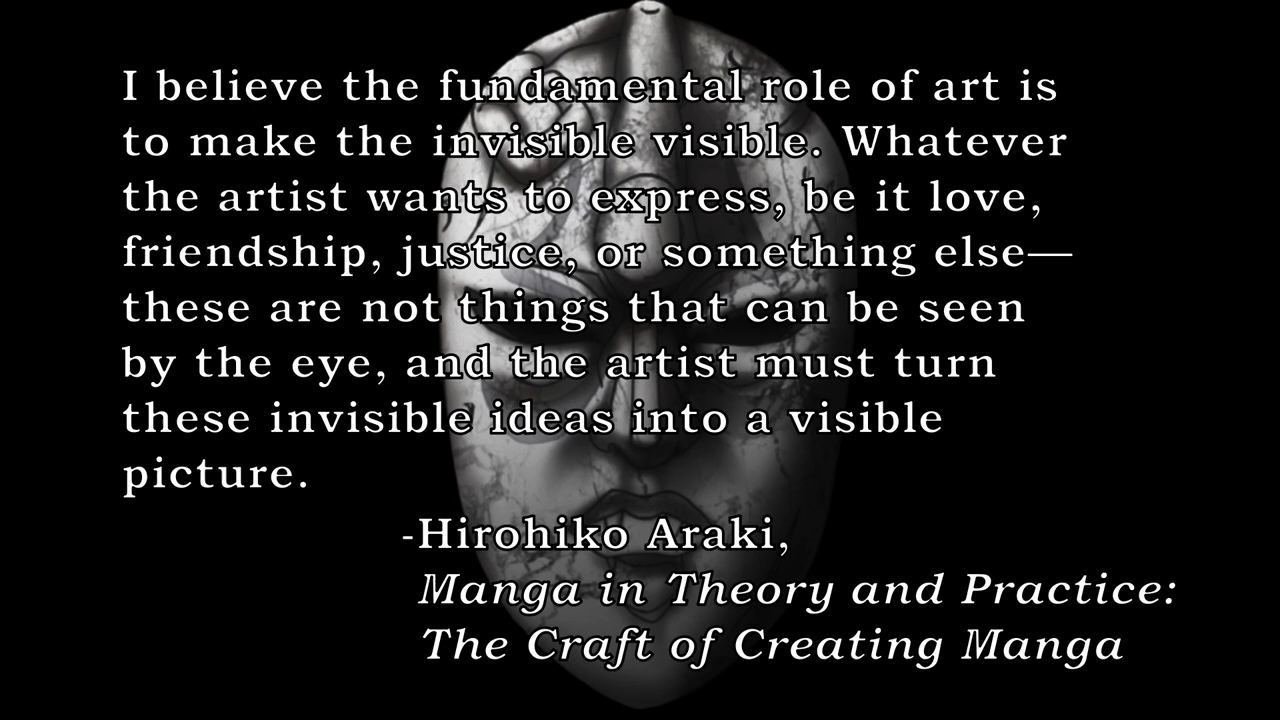 I believe the fundamental role of art is
to make the invisible visible. Whatever
the artist wants to express, be it love,
friendship, justice, or something else—
these are not things that can be seen
by the eye, and the artist must turn
these invisible ideas into a visible
picture.
-Hirohiko Araki,
Manga in Theory and Practice:
The Craft of Creating Manga